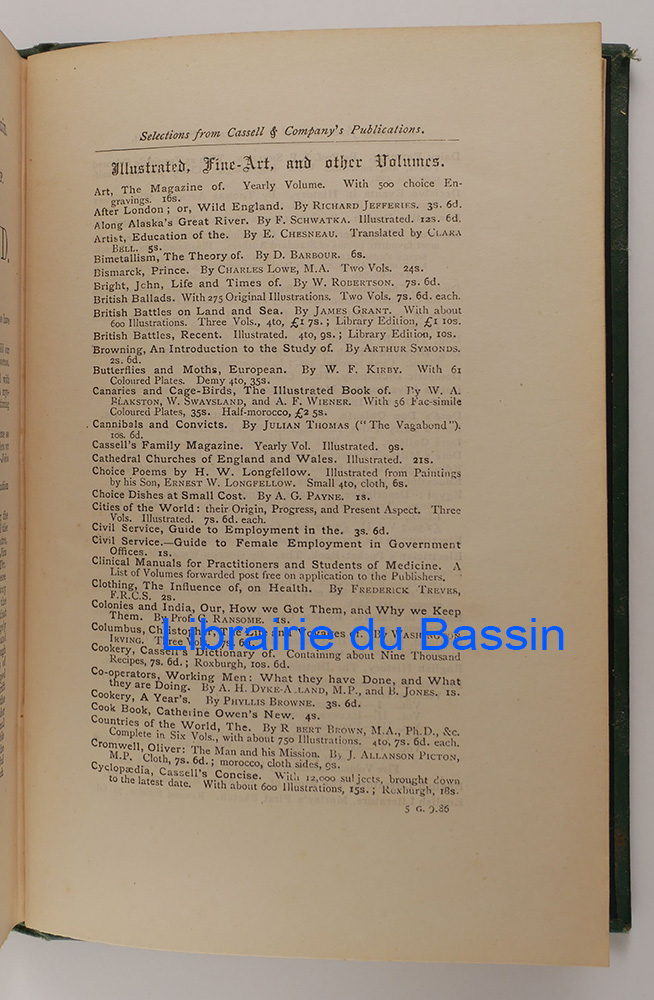 Selections from Cassell & Company's Publications.
Illustrated, Fine-Art, and other Volumes.
Art, The Magazine of. Yearly Volume. With 500 choice En-
gravings. 16s.
After London; or, Wild England. By RICHARD JEFFERIES. 3s. 6d.
Along Alaska's Great River. By F. SCHWATKA. Illustrated. 12s. 6d.
Artist, Education of the. By E. CHESNEAU. Translated by CLARA
BELL. 5s.
Bimetallism, The Theory of. By D. BARBOUR. 6s.
Bismarck, Prince. By CHARLES LOWE, M.A. Two Vols. 24s.
Bright, John, Life and Times of. By W. ROBERTSON. 7s. 6d.
British Ballads. With 275 Original Illustrations. Two Vols. 7s. 6d. each.
British Battles on Land and Sea. By JAMES GRANT. With about
600 Illustrations. Three Vols., 4to, £1 7s.; Library Edition, £1 10s.
British Battles, Recent. Illustrated. 4to, 9s.; Library Edition, 10s.
Browning, An Introduction to the Study of. By ARTHUR SYMONDS.
2s. 6d.
Butterflies and Moths, European. By W. F. KIRBY. With 61
Coloured Plates. Demy 4to, 35s.
Canaries and Cage-Birds, The Illustrated Book of. By W. A.
BLAKSTON, W. SWAYSLAND, and A. F. WIENER. With 56 Fac-simile
Coloured Plates, 35s. Half-morocco, £2 5s.
Cannibals and Convicts. By JULIAN THOMAS ("The Vagabond").
10s. 6d.
Cassell's Family Magazine. Yearly Vol. Illustrated. 9s.
Cathedral Churches of England and Wales. Illustrated. 21s.
Choice Poems by H. W. Longfellow. Illustrated from Paintings
by his Son, ERNEST W. LONGFELLOW. Small 4to, cloth, 6s.
Choice Dishes at Small Cost. By A. G. PAYNE. 1s.
Cities of the World: their Origin, Progress, and Present Aspect. Three
Vols. Illustrated. 7s. 6d. each.
Civil Service, Guide to Employment in the. 3s. 6d.
Civil Service.—Guide to Female Employment in Government
Offices. 1s.
Clinical Manuals for Practitioners and Students of Medicine. A
List of Volumes forwarded post free on application to the Publishers.
Clothing, The Influence of, on Health. By FREDERICK TREVES,
F.R.C.S. 2s.
Colonies and India, Our, How we Got Them, and Why we Keep
Them. By Prof. G. RANSOME. 1s.
Columbus, Christopher, The Life and Voyages of. By WASHINGTON
IRVING. Three Vols. 7s. 6d.
Librairie du Bassin
Cookery, Cassell's Dictionary of. Containing about Nine Thousand
Recipes, 7s. 6d.; Roxburgh, 10s. 6d.
Co-operators, Working Men: What they have Done, and What
they are Doing. By A. H. DYKE-ALAND, M.P., and B. JONES. 1s.
Cookery, A Year's. By PHYLLIS BROWNE. 3s. 6d.
Cook Book, Catherine Owen's New. 4s.
Countries of the World, The. By R BERT BROWN, M.A., Ph.D., &c.
Complete in Six Vols., with about 750 Illustrations. 4to, 7s. 6d. each.
Cromwell, Oliver: The Man and his Mission. By J. ALLANSON PICTON,
M.P. Cloth, 7s. 6d.; morocco, cloth sides, 9s.
Cyclopædia, Cassell's Concise. With 12,000 subjects, brought down
to the latest date. With about 600 Illustrations, 15s.; Roxburgh, 18s.
5 G. 9.86